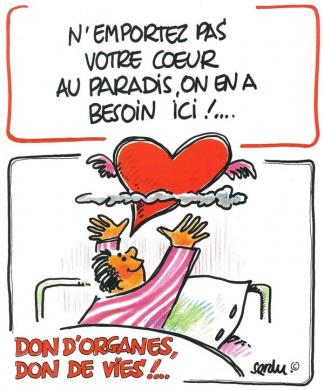 N'EMPORTEZ PAS
VOTRE COEUR
AU PARADIS, ON EN A
BESOIN ICI !....
DON D'ORGANES,
DON DE VIES !...
Serdu ©